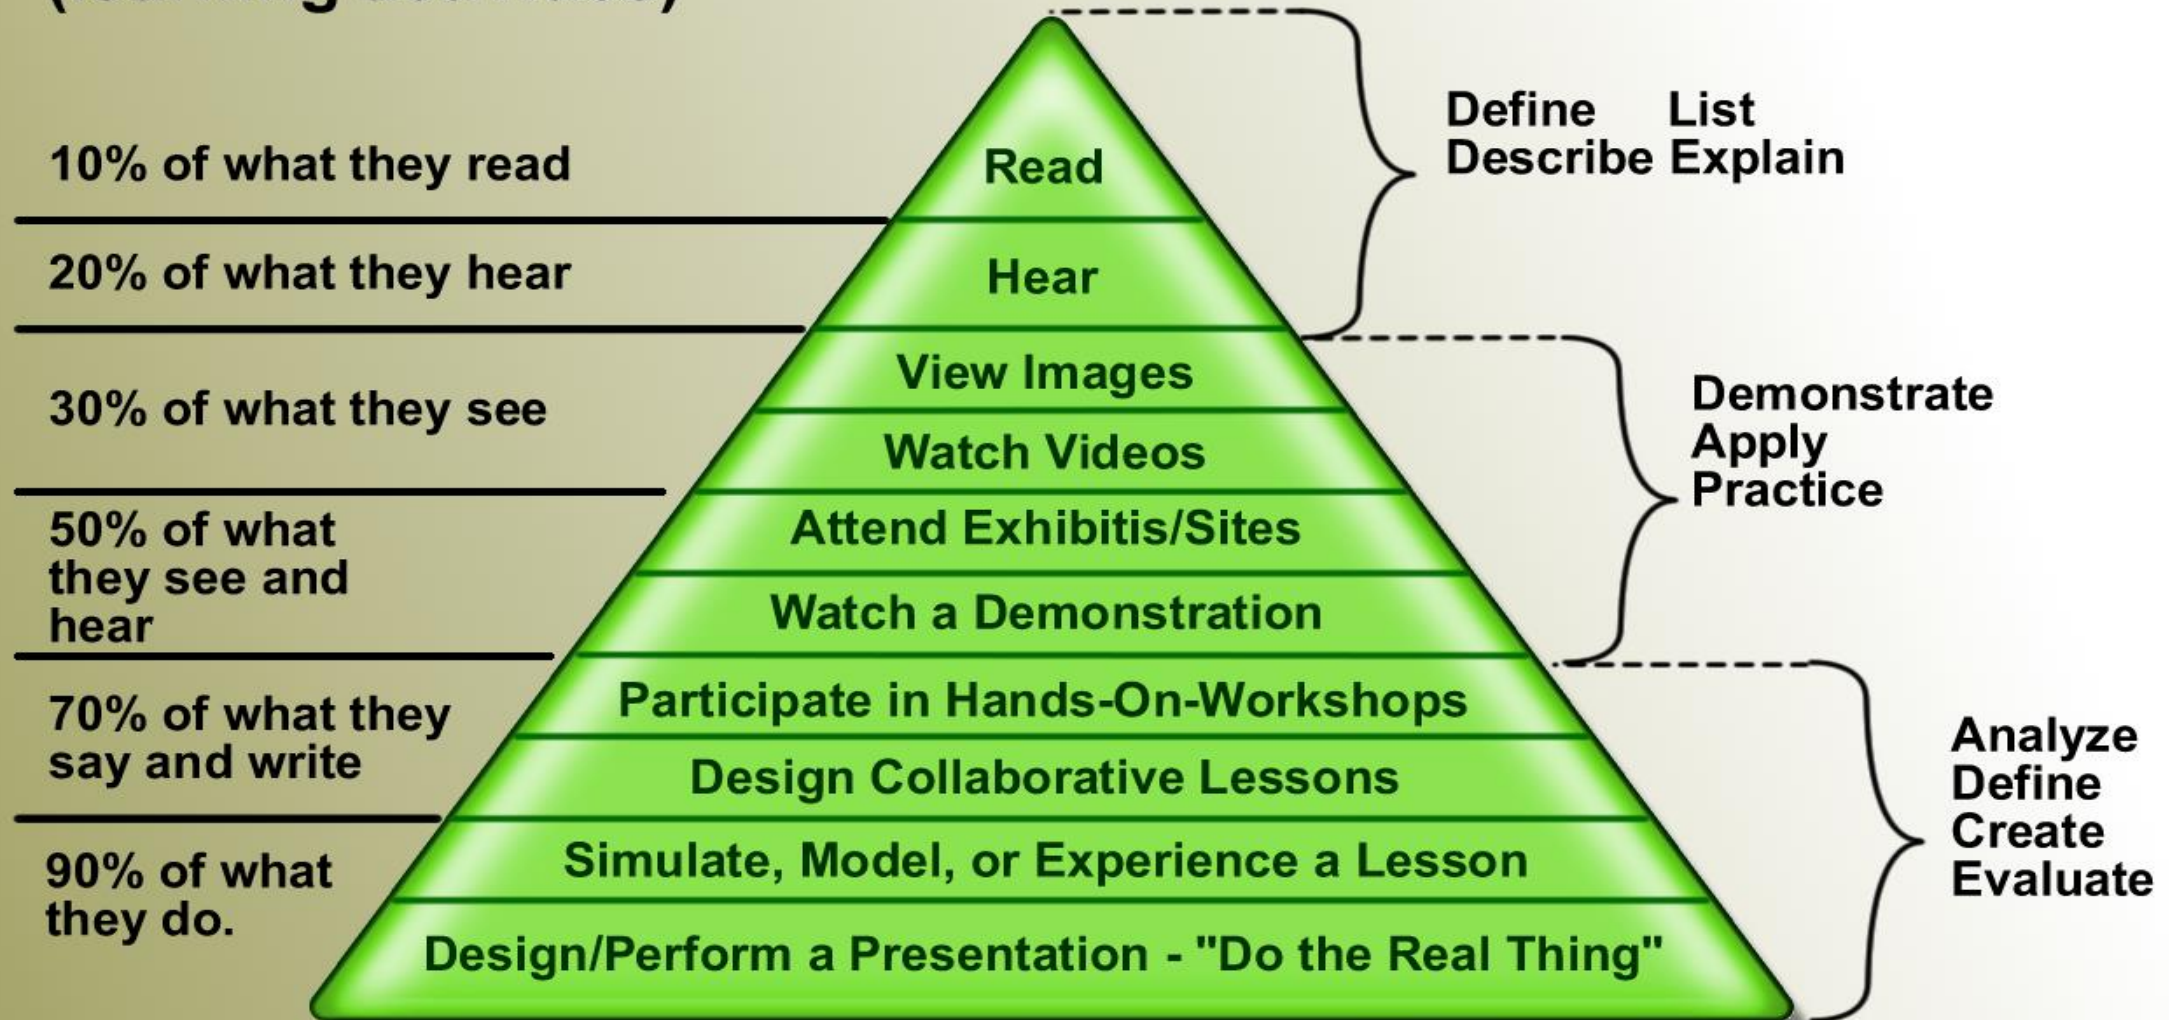 10% of what they read
20% of what they hear
30% of what they see
50% of what
they see and
hear
70% of what they
say and write
90% of what
they do.
Read
Hear
View Images
Watch Videos
Attend Exhibitis/Sites
Watch a Demonstration
Participate in Hands-On-Workshops
Design Collaborative Lessons
Simulate, Model, or Experience a Lesson
Design/Perform a Presentation - "Do the Real Thing"
Define List
Describe Explain
Demonstrate
Apply
Practice
Analyze
Define
Create
Evaluate